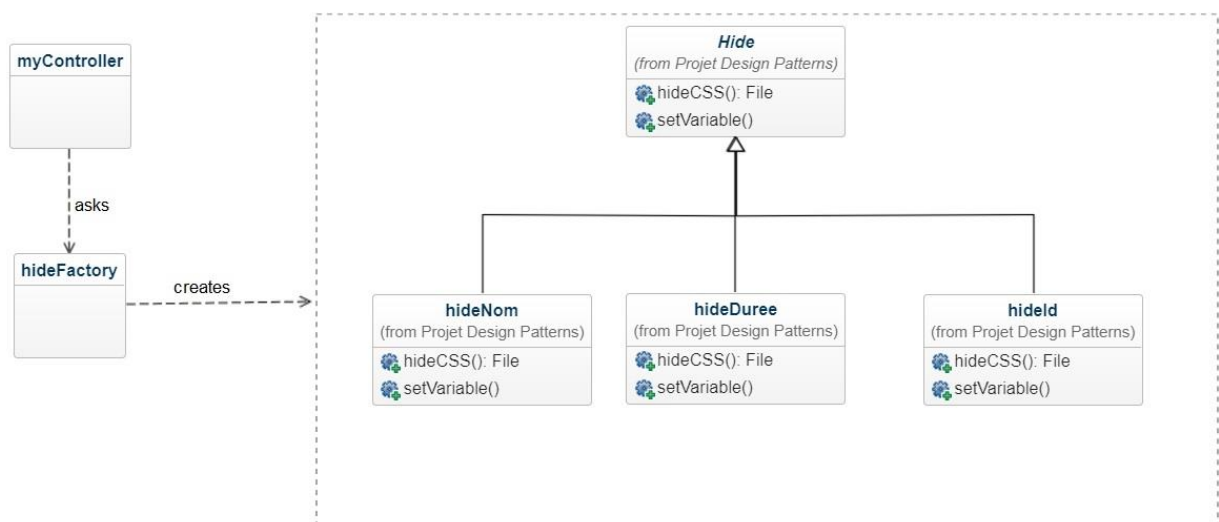 myController
asks
hideFactory
creates
Hide
(from Projet Design Patterns)
hideCSS(): File
setVariable()
hideNom
(from Projet Design Patterns)
hideCSS(): File
setVariable()
hideDuree
(from Projet Design Patterns)
hideCSS(): File
setVariable()
hideId
(from Projet Design Patterns)
hideCSS(): File
setVariable()